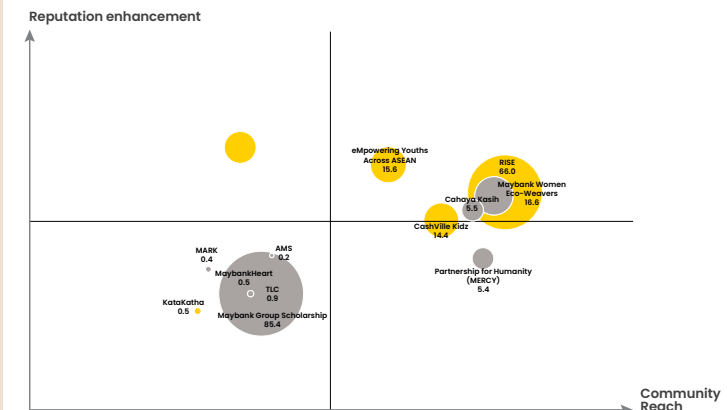 Reputation enhancement
eMpowering Youths
Across ASEAN
15.6
RISE
66.0
Maybank Women
Eco-Weavers
16.6
Cahaya Kasih
5.5
CashVille Kidz
14.4
MARK
0.4
AMS
0.2
MaybankHeart
0.5
TLC
0.9
KataKatha
0.5
Maybank Group Scholarship
85.4
Partnership for Humanity
(MERCY)
5.4
Community
Reach